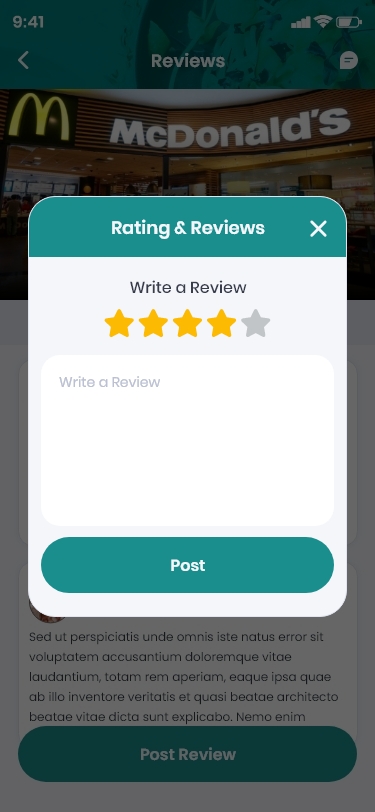 9:41
Reviews
McDonald's
Rating & Reviews
Write a Review
Write a Review
Post
Sed ut perspiciatis unde omnis iste natus error sit
voluptatem accusantium doloremque vitae
laudantium, totam rem aperiam, eaque ipsa quae
ab illo inventore veritatis et quasi beatae architecto
beatae vitae dicta sunt explicabo. Nemo enim
Post Review